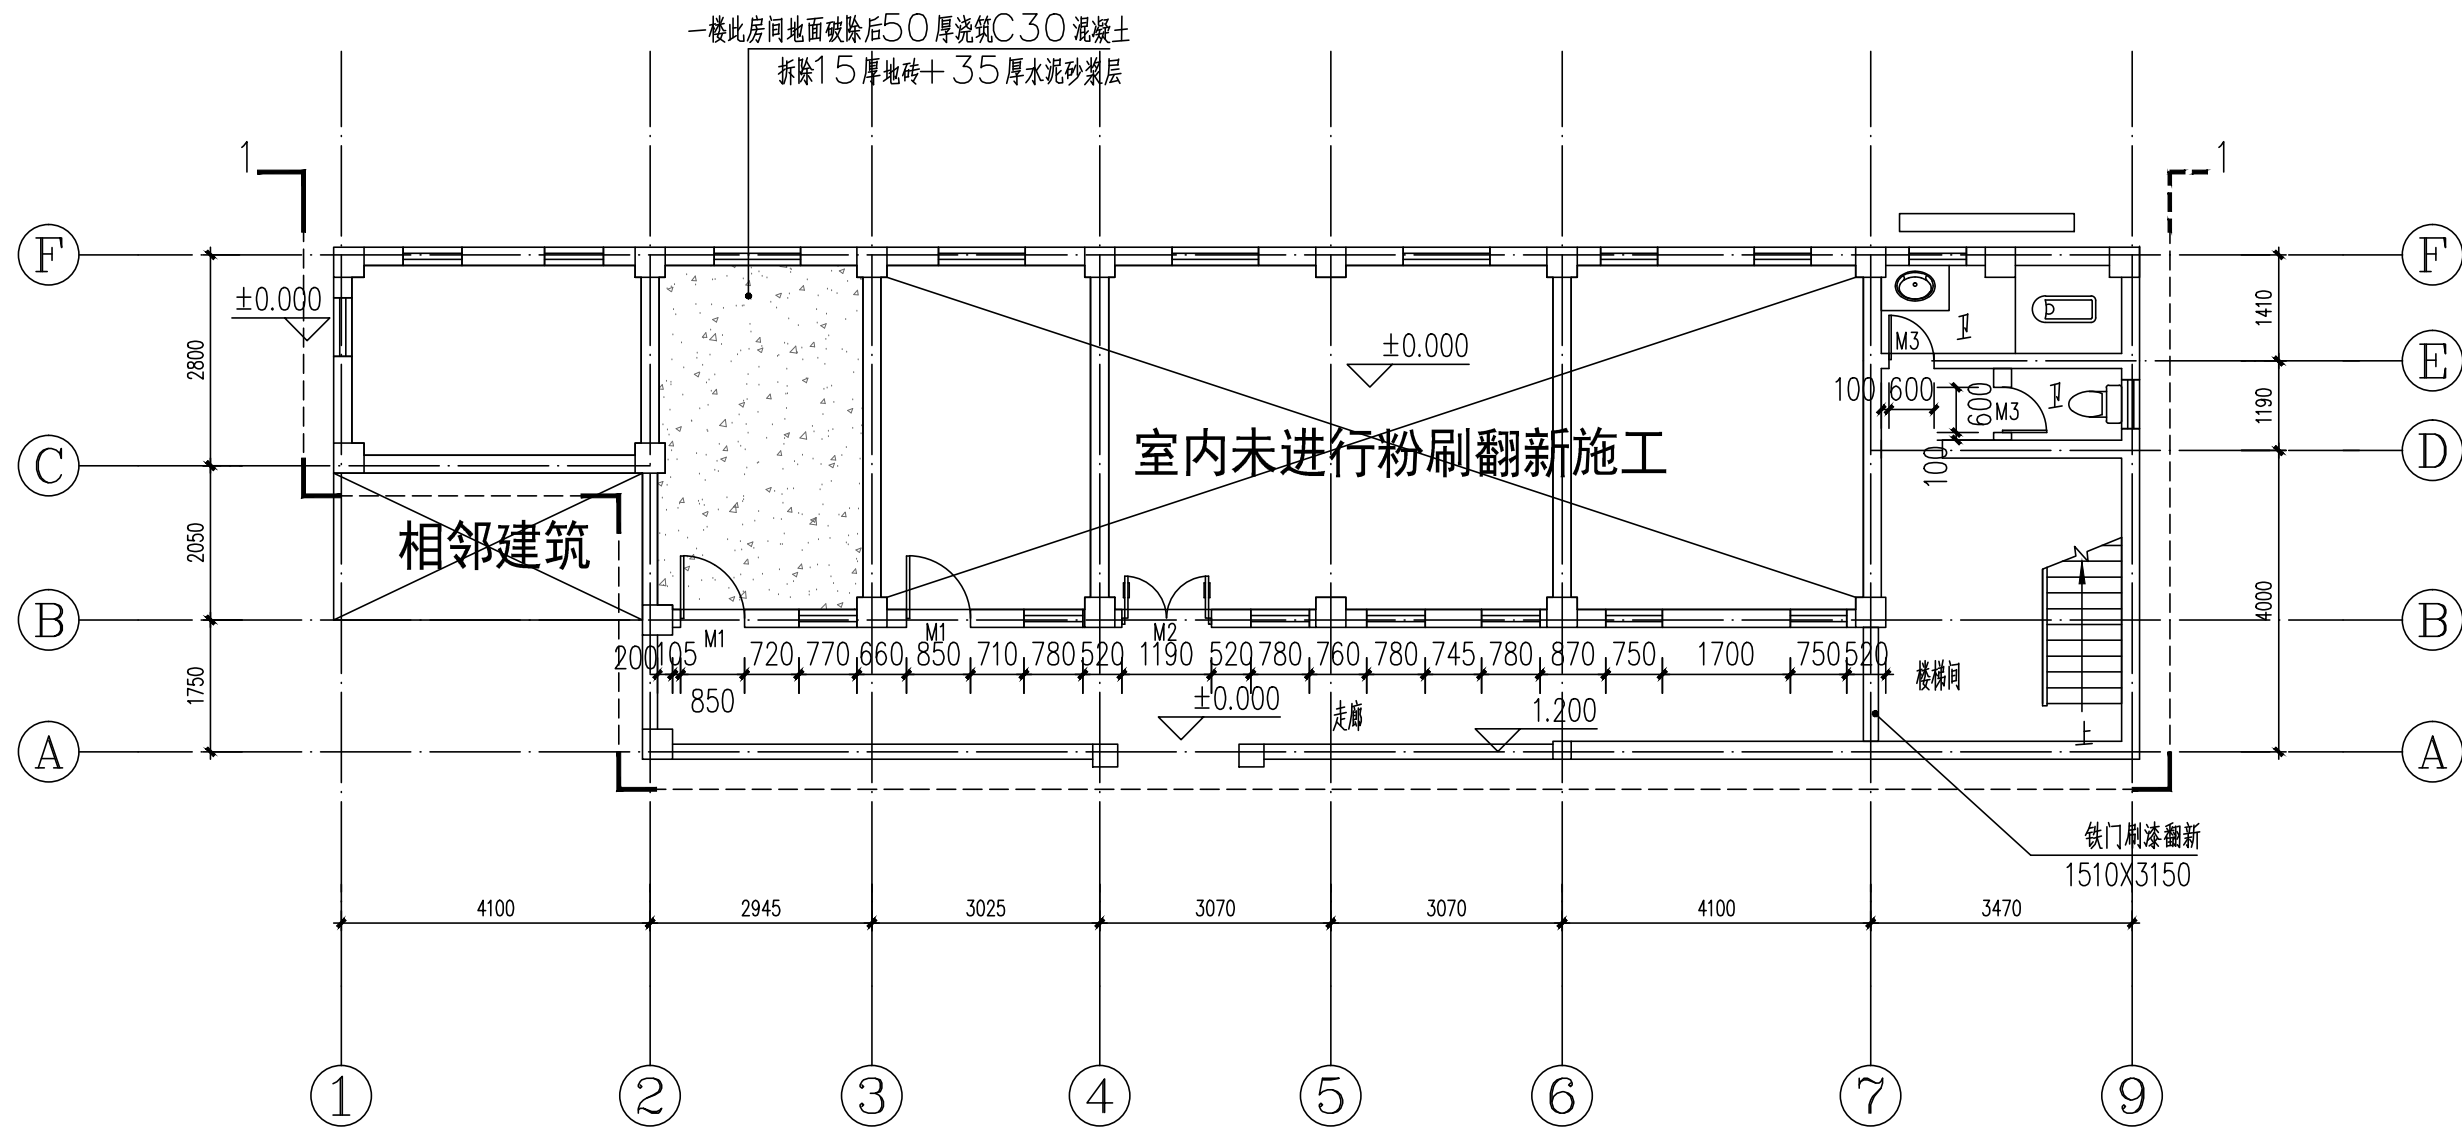 一楼此房间地面破除后50厚浇筑C30混凝土
拆除15厚地砖+35厚水泥砂浆层
1
1
F
F
±0.000
1410
2800
±0.000
E
M3
卫
100
600
600
M3
卫
1190
室内未进行粉刷翻新施工
C
D
100
相邻建筑
2050
4000
B
B
M1
M1
M2
200
105
720
770
660
850
710
780
520
1190
520
780
760
780
745
780
870
750
1700
750
520
楼梯间
850
±0.000
走廊
1.200
1750
上
A
A
铁门刷漆翻新
1510X3150
4100
2945
3025
3070
3070
4100
3470
1
2
3
4
5
6
7
9